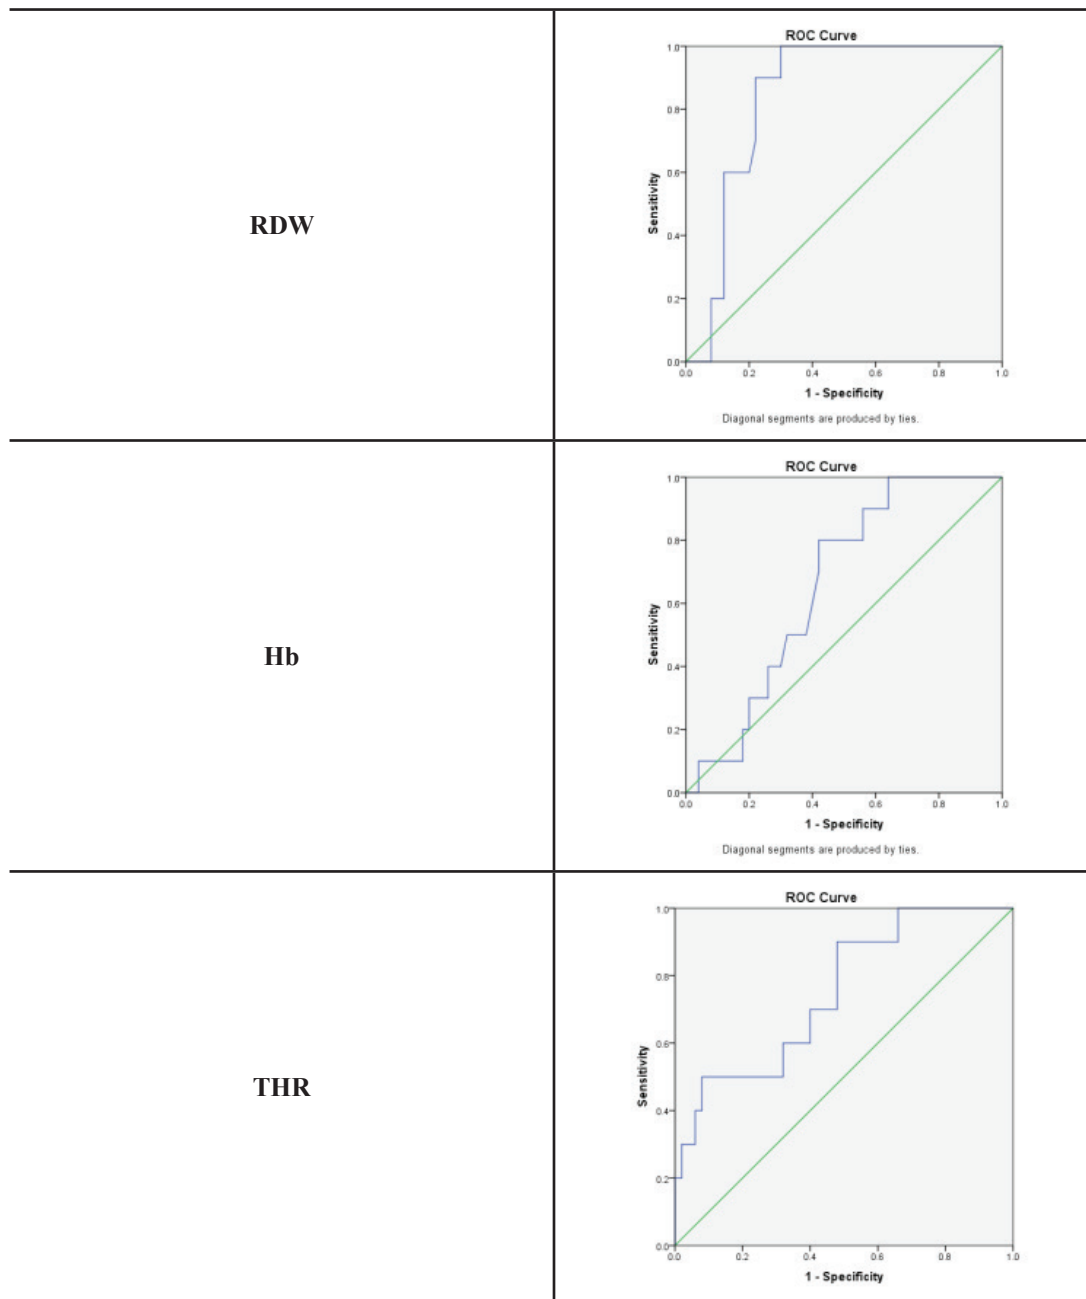 RDW
ROC Curve
1.0
0.8
0.6
0.4
0.2
0.0
Sensitivity
0.0 0.2 0.4 0.6 0.8 1.0
1 - Specificity
Diagonal segments are produced by ties.
Hb
ROC Curve
1.0
0.8
0.6
0.4
0.2
0.0
Sensitivity
0.0 0.2 0.4 0.6 0.8 1.0
1 - Specificity
Diagonal segments are produced by ties.
THR
ROC Curve
1.0
0.8
0.6
0.4
0.2
0.0
Sensitivity
0.0 0.2 0.4 0.6 0.8 1.0
1 - Specificity